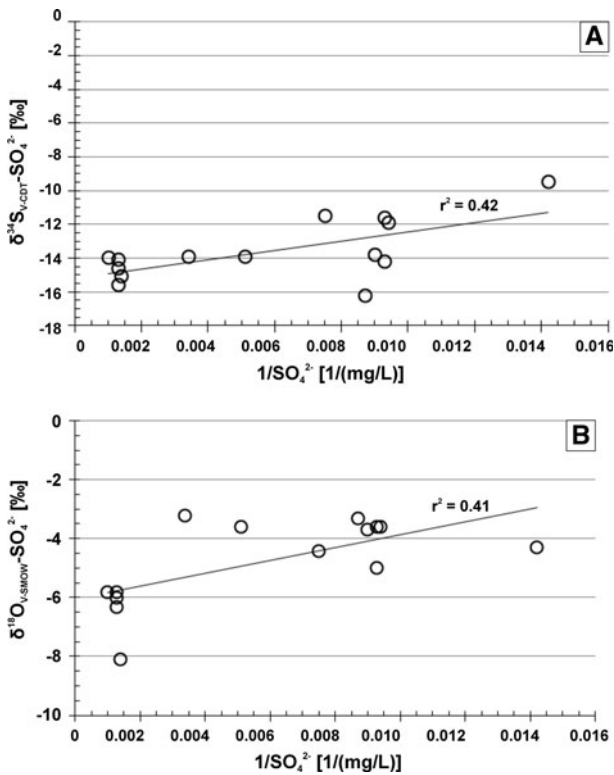 A
0
-2
-4
-6
-8
-10
-12
-14
-16
-18
δ³⁴S V-CDT-SO₄²⁻ [‰]
r² = 0.42
0 0.002 0.004 0.006 0.008 0.010 0.012 0.014 0.016
1/SO₄²⁻ [1/(mg/L)]
B
0
-2
-4
-6
-8
-10
δ¹⁸O V-SMOW-SO₄²⁻ [‰]
r² = 0.41
0 0.002 0.004 0.006 0.008 0.010 0.012 0.014 0.016
1/SO₄²⁻ [1/(mg/L)]